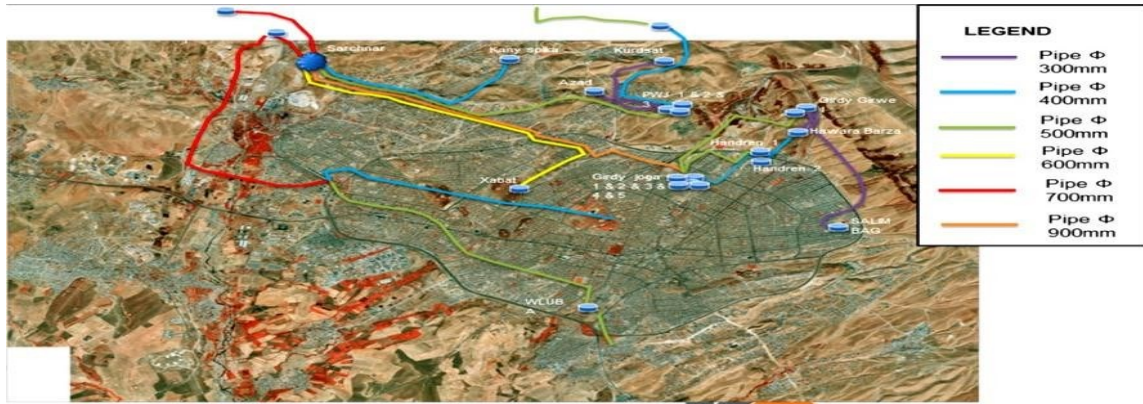 LEGEND
Pipe Φ
300mm
Pipe Φ
400mm
Pipe Φ
500mm
Pipe Φ
600mm
Pipe Φ
700mm
Pipe Φ
900mm
Sarchnar
Kany spika
Kurdsat
Azad
PWJ 1 & 2 &
3
Girdy Gswe
1
Hawara Barza
Handren 1
Handren 2
Girdy joga
1 & 2 & 3 &
4 & 5
Xabat
SALIM
BAG
WLUB
A